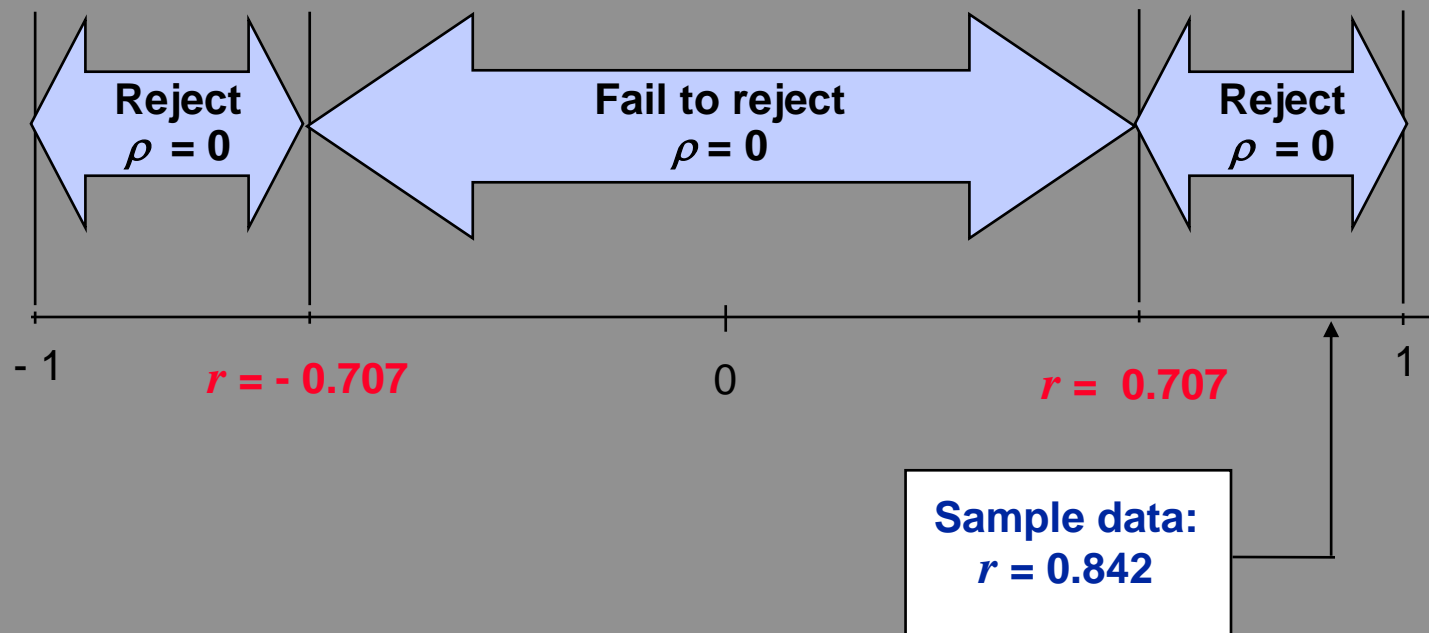 Reject
ρ = 0
Fail to reject
ρ = 0
Reject
ρ = 0
- 1
r = - 0.707
0
r = 0.707
1
Sample data:
r = 0.842